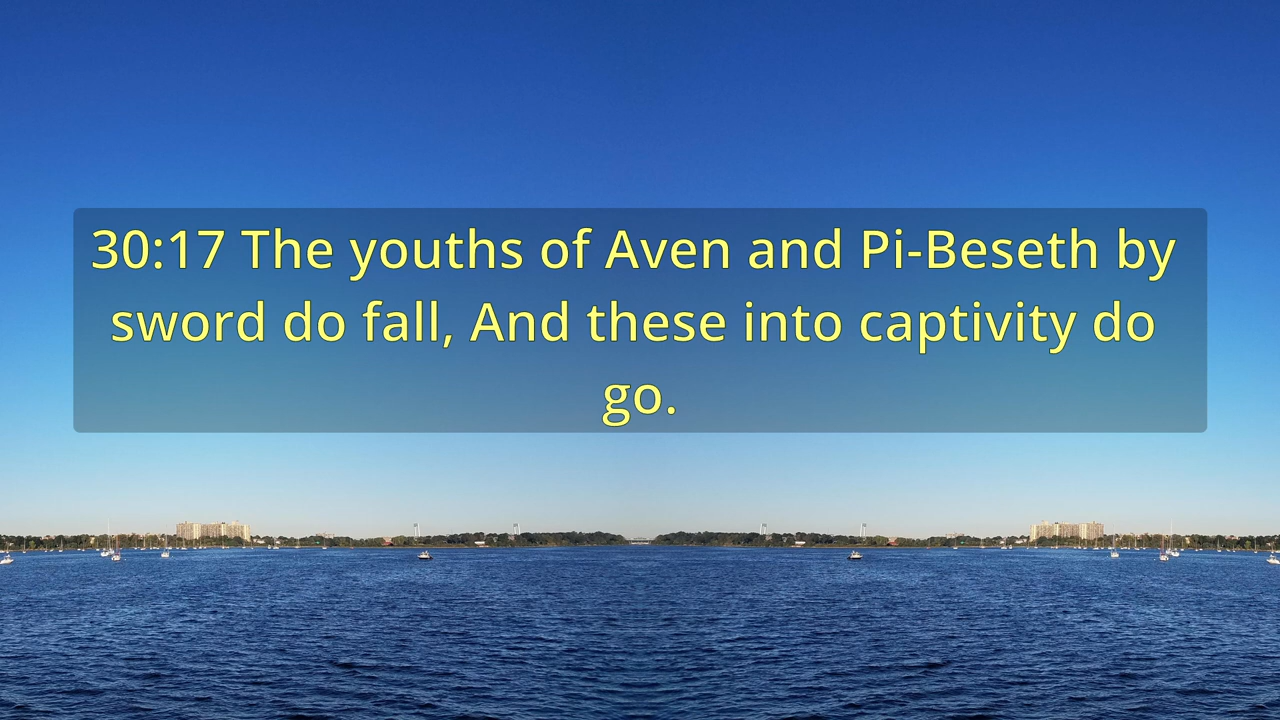 30:17 The youths of Aven and Pi-Beseth by
sword do fall, And these into captivity do
go.